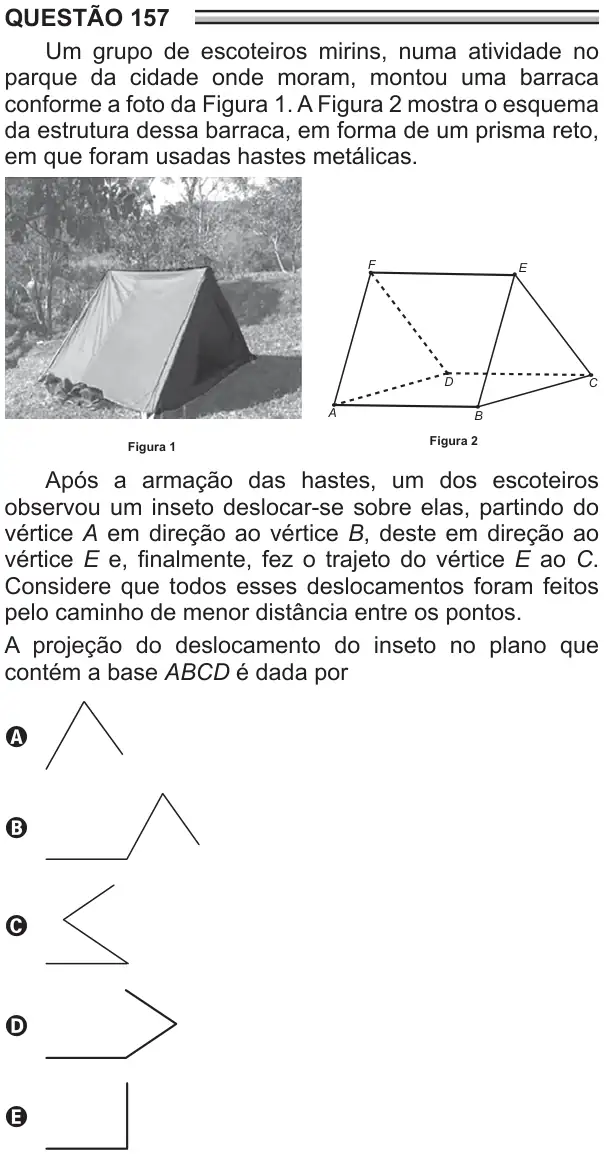 QUESTÃO 157
Um grupo de escoteiros mirins, numa atividade no
parque da cidade onde moram, montou uma barraca
conforme a foto da Figura 1. A Figura 2 mostra o esquema
da estrutura dessa barraca, em forma de um prisma reto,
em que foram usadas hastes metálicas.
F
E
D
C
A
B
Figura 1
Figura 2
Após a armação das hastes, um dos escoteiros
observou um inseto deslocar-se sobre elas, partindo do
vértice A em direção ao vértice B, deste em direção ao
vértice E e, finalmente, fez o trajeto do vértice E ao C.
Considere que todos esses deslocamentos foram feitos
pelo caminho de menor distância entre os pontos.
A projeção do deslocamento do inseto no plano que
contém a base ABCD é dada por
A
B
C
D
E